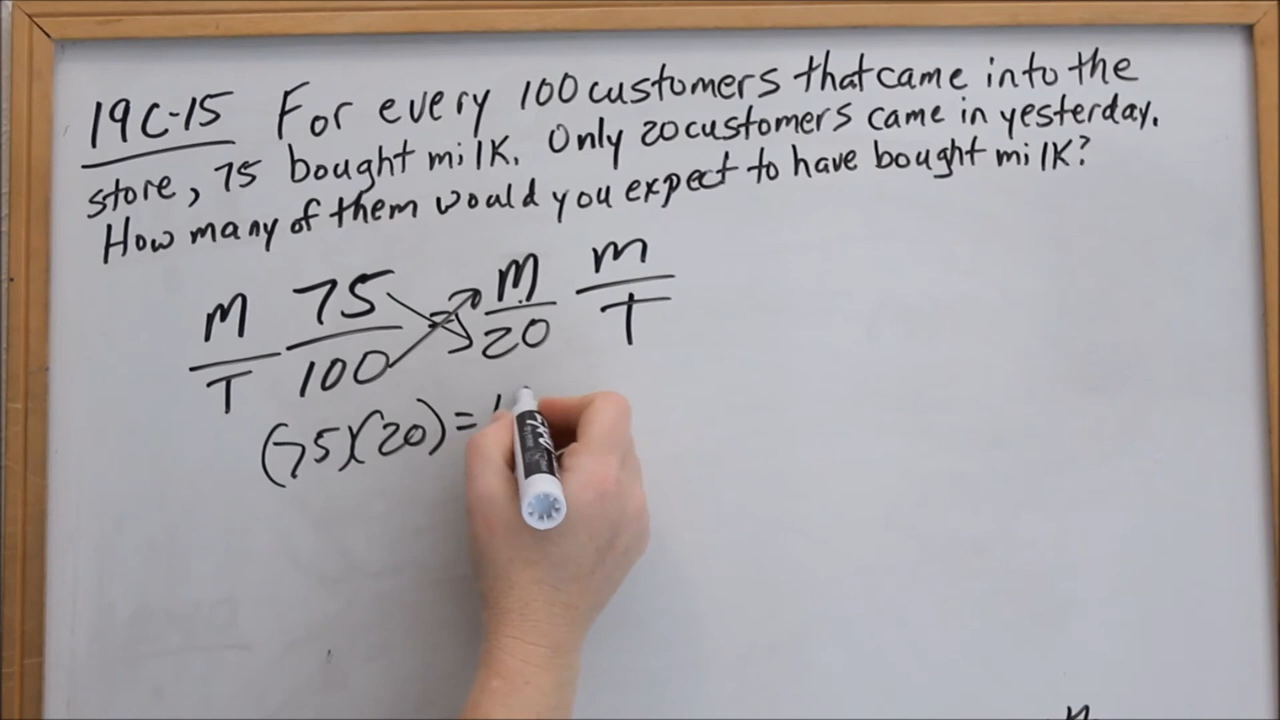 19C-15 For every 100 customers that came into the
store, 75 bought milk. Only 20 customers came in yesterday.
How many of them would you expect to have bought milk?
M 75 = M m
T 100 20 T
(75)(20) = 1